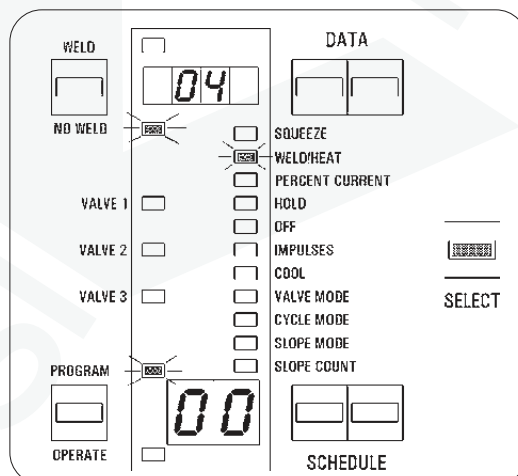 WELD
DATA
04
NO WELD
SQUEEZE
WELD/HEAT
PERCENT CURRENT
VALVE 1
HOLD
OFF
VALVE 2
IMPULSES
COOL
VALVE 3
VALVE MODE
SELECT
CYCLE MODE
SLOPE MODE
PROGRAM
SLOPE COUNT
00
OPERATE
SCHEDULE